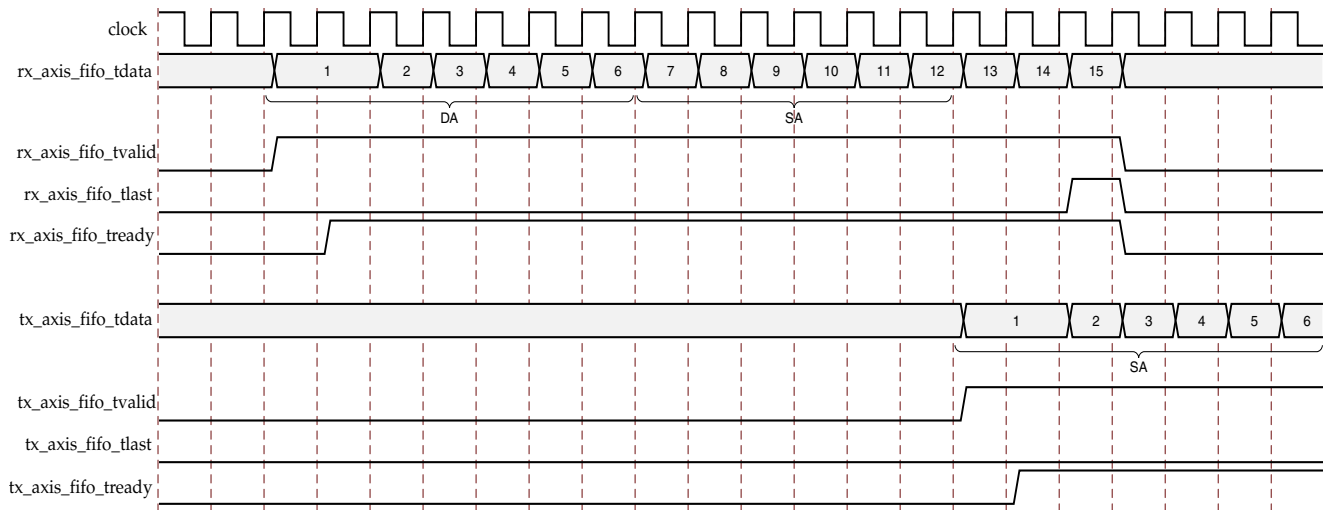 clock
rx_axis_fifo_tdata 1 2 3 4 5 6 7 8 9 10 11 12 13 14 15
DA SA
rx_axis_fifo_tvalid
rx_axis_fifo_tlast
rx_axis_fifo_tready
tx_axis_fifo_tdata 1 2 3 4 5 6
SA
tx_axis_fifo_tvalid
tx_axis_fifo_tlast
tx_axis_fifo_tready